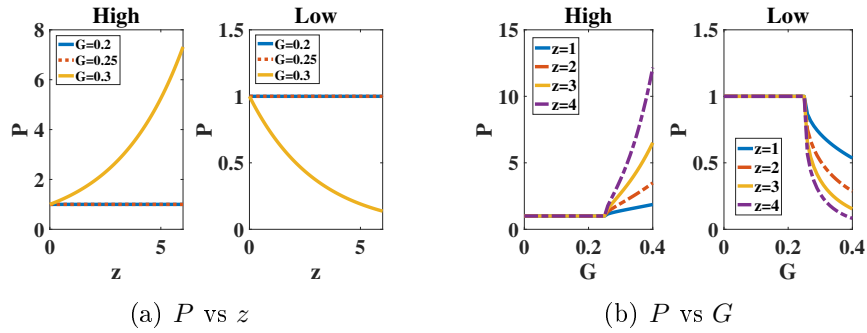 High
8
6
4
2
0
P
0
5
z
G=0.2
G=0.25
G=0.3
Low
1.5
1
0.5
0
P
0
5
z
G=0.2
G=0.25
G=0.3
(a) P vs z
High
15
10
5
0
P
0
0.2
0.4
G
z=1
z=2
z=3
z=4
Low
1.5
1
0.5
0
P
0
0.2
0.4
G
z=1
z=2
z=3
z=4
(b) P vs G